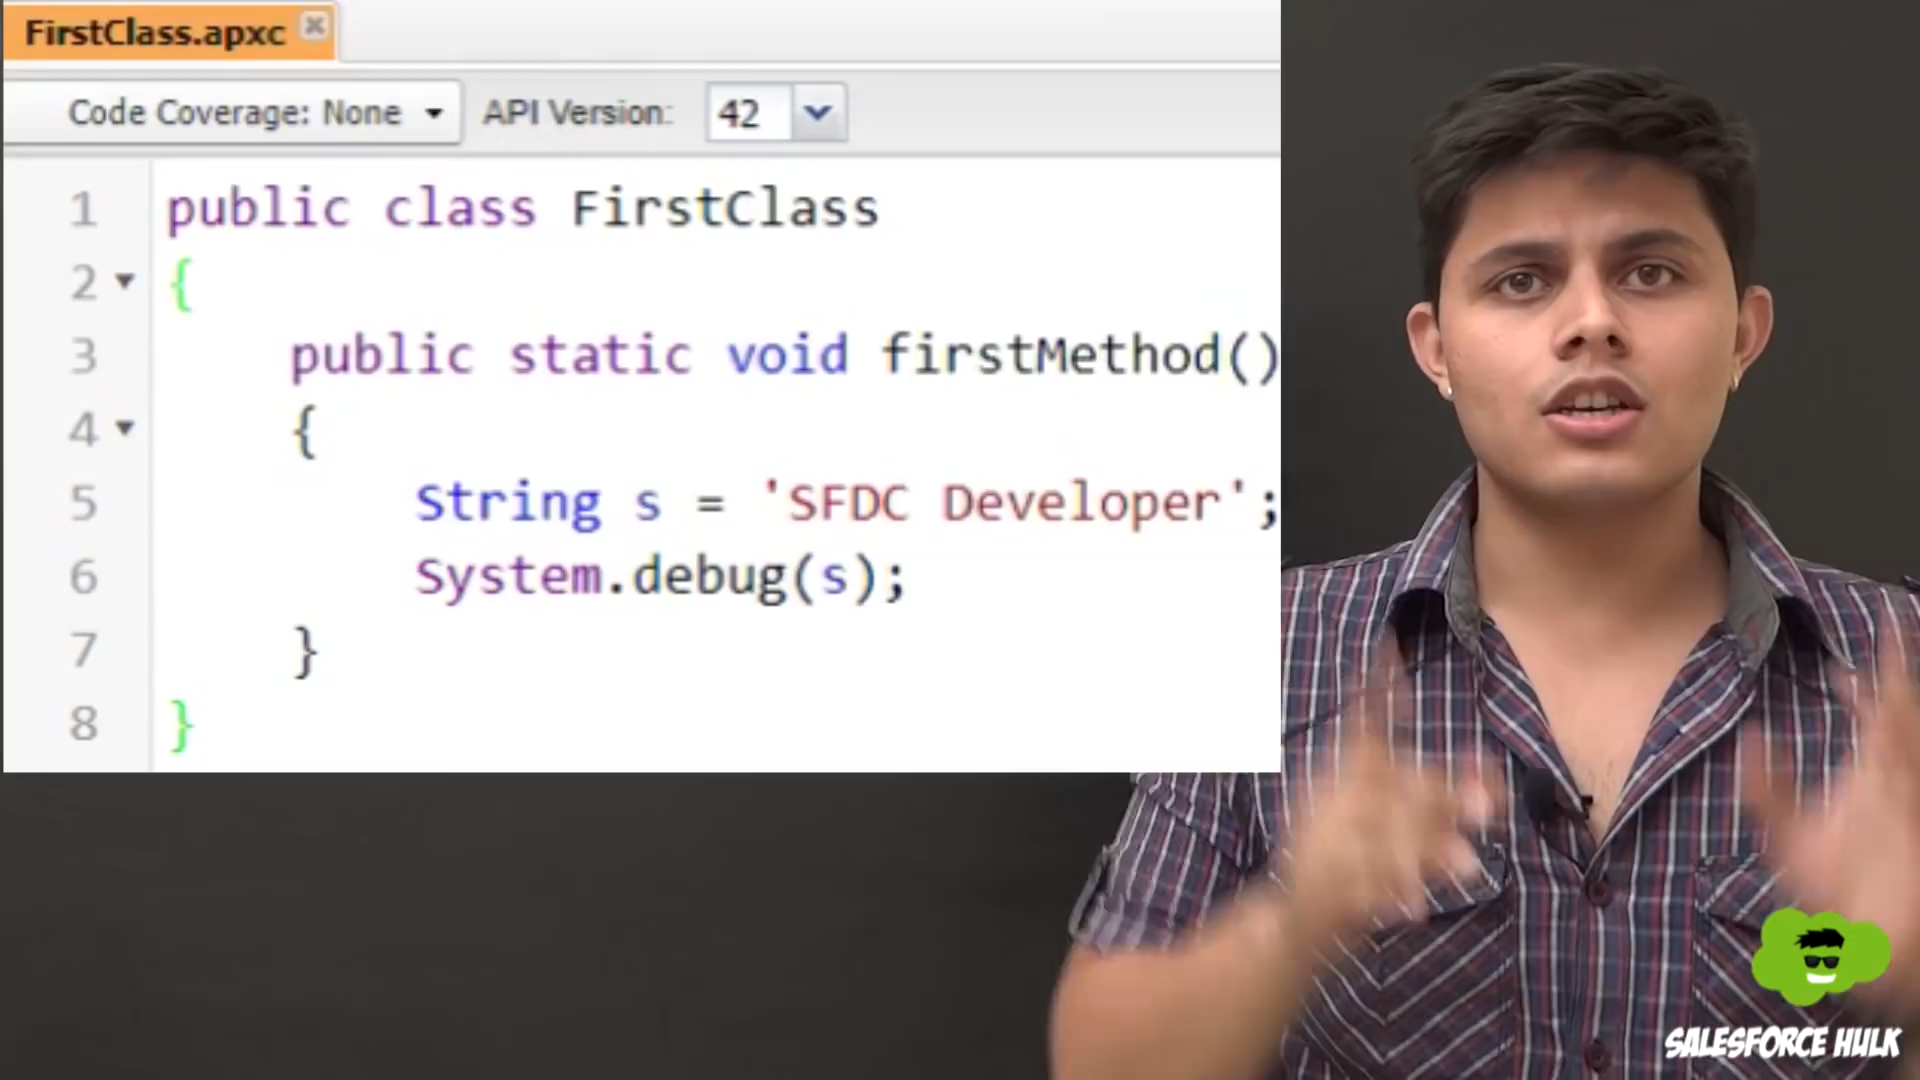 FirstClass.apxc
Code Coverage: None API Version: 42
1 public class FirstClass
2 {
3 public static void firstMethod()
4 {
5 String s = 'SFDC Developer';
6 System.debug(s);
7 }
8 }
SALESFORCE HULK